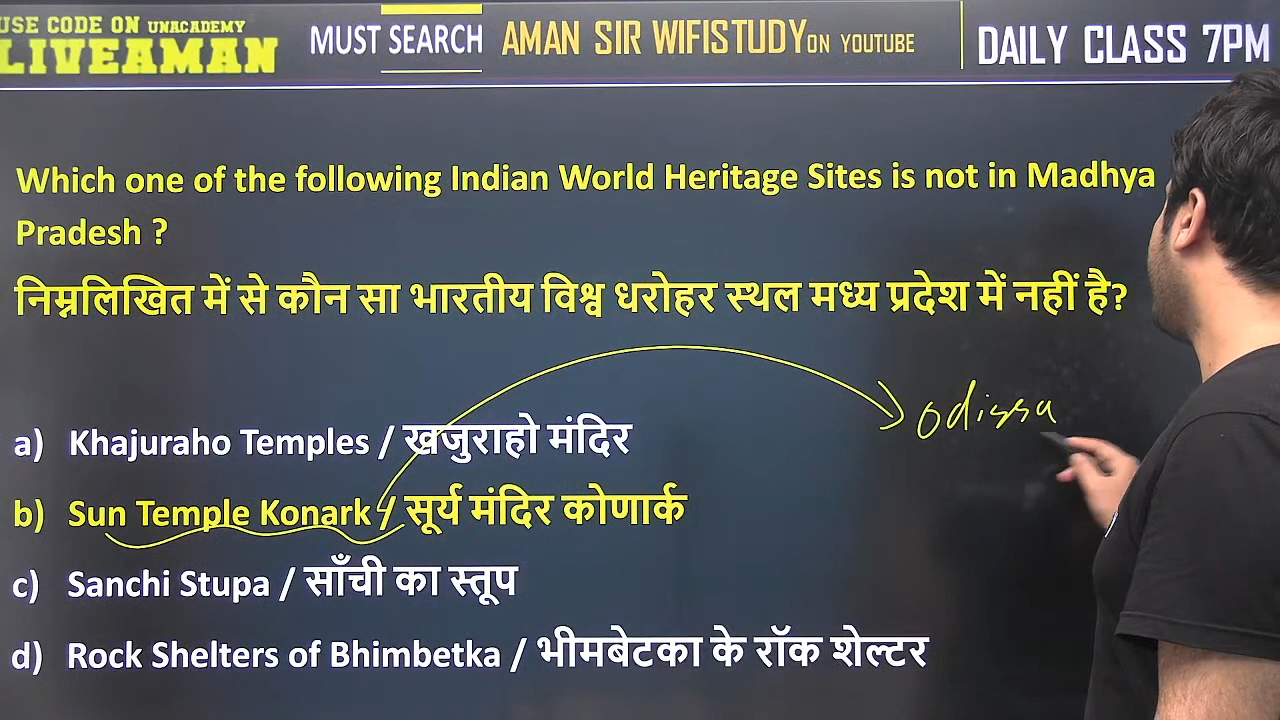 USE CODE ON UNACADEMY
LIVEAMAN
MUST SEARCH AMAN SIR WIFISTUDY ON YOUTUBE
DAILY CLASS 7PM
Which one of the following Indian World Heritage Sites is not in Madhya
Pradesh ?
निम्नलिखित में से कौन सा भारतीय विश्व धरोहर स्थल मध्य प्रदेश में नहीं है?
a) Khajuraho Temples / खजुराहो मंदिर
odissa
b) Sun Temple Konark / सूर्य मंदिर कोणार्क
c) Sanchi Stupa / साँची का स्तूप
d) Rock Shelters of Bhimbetka / भीमबेटका के रॉक शेल्टर